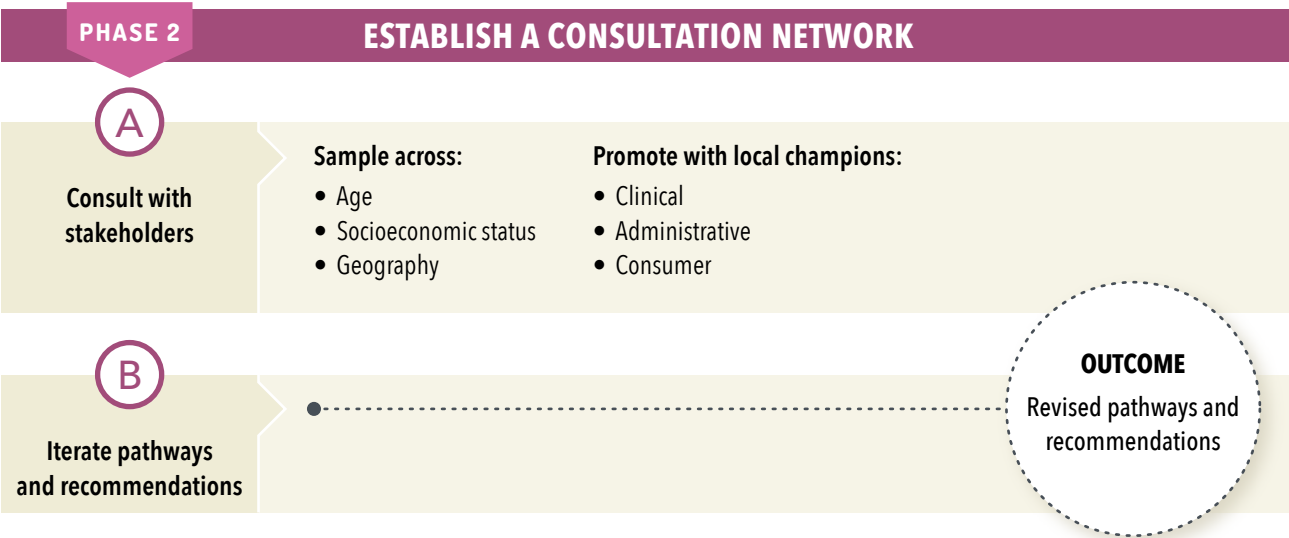 PHASE 2
ESTABLISH A CONSULTATION NETWORK
A
Consult with
stakeholders
Sample across:
• Age
• Socioeconomic status
• Geography
Promote with local champions:
• Clinical
• Administrative
• Consumer
B
Iterate pathways
and recommendations
OUTCOME
Revised pathways and
recommendations